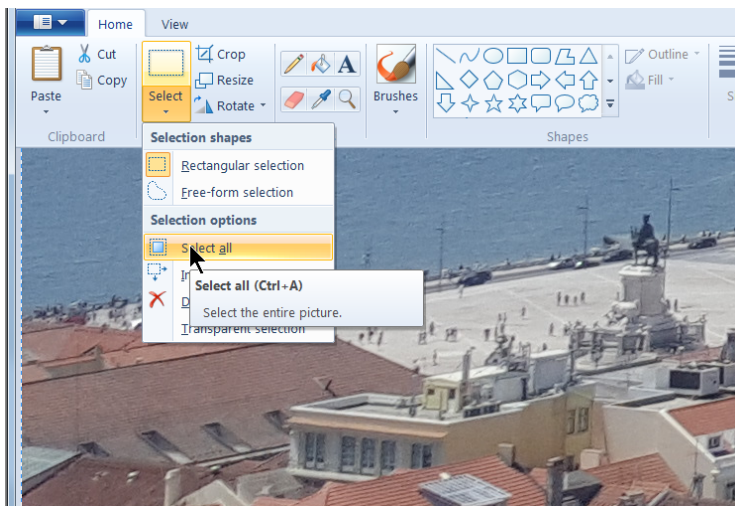 Home View
Cut
Copy
Paste
Clipboard
Select
Crop
Resize
Rotate
A
Brushes
Outline
Fill
Shapes
S
Selection shapes
Rectangular selection
Free-form selection
Selection options
Select all
In
D
Transparent selection
Select all (Ctrl+A)
Select the entire picture.